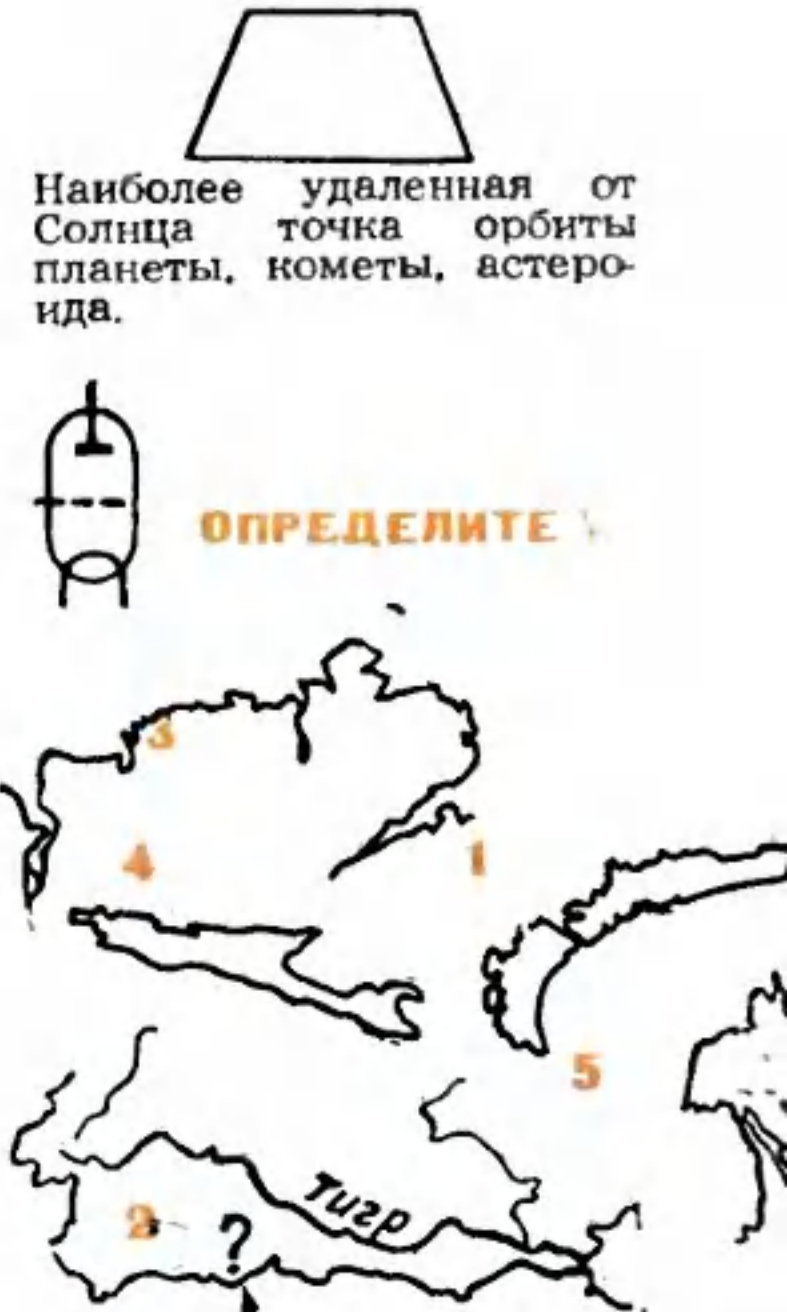 Наиболее удаленная от
Солнца точка орбиты
планеты, кометы, астеро-
ида.
ОПРЕДЕЛИТЕ
3
4
1
5
тигр
2
?